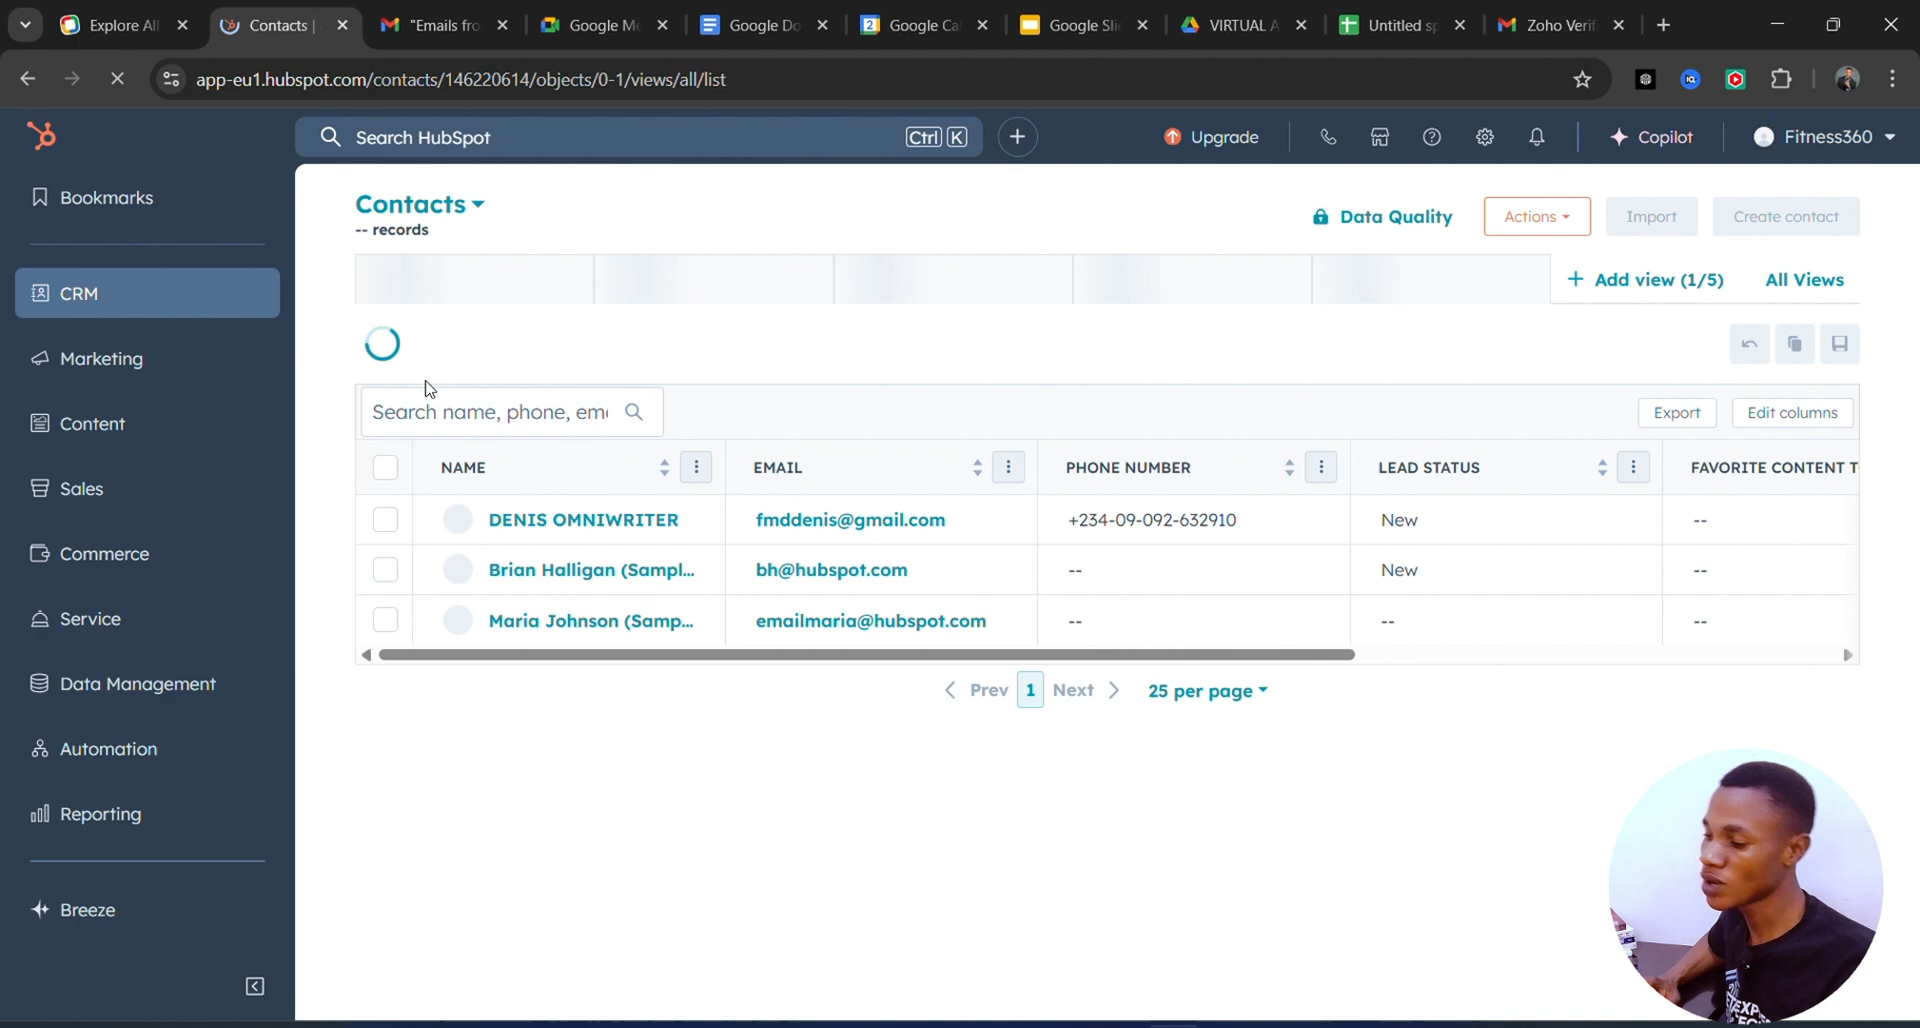 Explore All
Contacts |
"Emails fro
Google Me
Google Do
Google Ca
Google Sli
VIRTUAL A
Untitled sp
Zoho Verif
app-eu1.hubspot.com/contacts/146220614/objects/0-1/views/all/list
Search HubSpot
Ctrl K
Upgrade
Copilot
Fitness360
Bookmarks
CRM
Marketing
Content
Sales
Commerce
Service
Data Management
Automation
Reporting
Breeze
Contacts
-- records
Data Quality
Actions
Import
Create contact
+ Add view (1/5)
All Views
Search name, phone, em
Export
Edit columns
NAME EMAIL PHONE NUMBER LEAD STATUS FAVORITE CONTENT T
DENIS OMNIWRITER fmddenis@gmail.com +234-09-092-632910 New --
Brian Halligan (Sampl... bh@hubspot.com -- New --
Maria Johnson (Samp... emailmaria@hubspot.com -- -- --
Prev 1 Next 25 per page